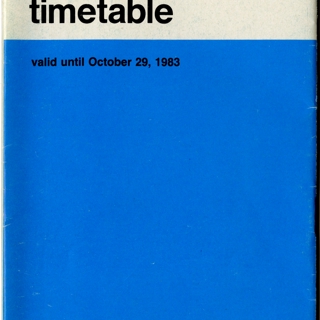 timetable
valid until October 29, 1983